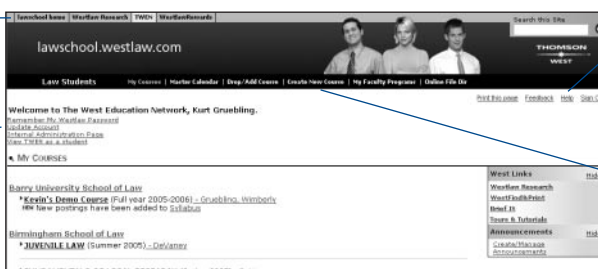 lawschool home | Westlaw Research | TWEN | WestlawRewards
Search this Site
lawschool.westlaw.com
THOMSON
WEST
Law Students My Courses | Master Calendar | Drop/Add Course | Create New Course | My Faculty Programs | Online File Dir
Print this page Feedback Help Sign
Welcome to The West Education Network, Kurt Gruebling.
Remember My Westlaw Password
Update Account
Internal Administration Page
View TWEN as a student
MY COURSES
West Links
Westlaw Research
WestFind&Print
Brief It
Tours & Tutorials
Announcements
Create/Manage
Announcements
Barry University School of Law
Kevin's Demo Course (Full year 2005-2006) - Gruebling, Wimberly
NEW New postings have been added to Syllabus
Birmingham School of Law
JUVENILE LAW (Summer 2005) - DeVaney